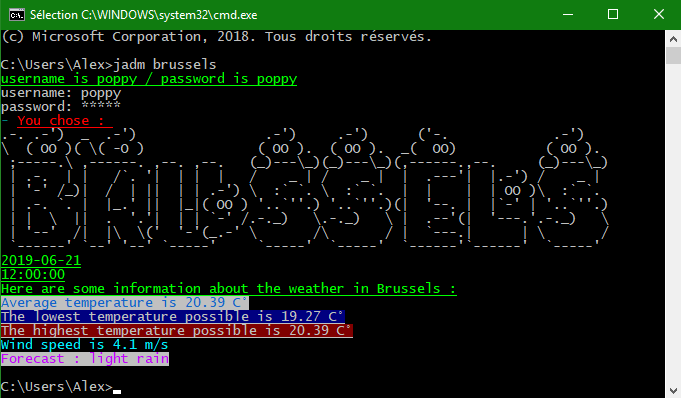 Sélection C:\WINDOWS\system32\cmd.exe
(c) Microsoft Corporation, 2018. Tous droits réservés.
C:\Users\Alex>jadm brussels
username is poppy / password is poppy
username: poppy
password: *****
- You chose :
BRUSSELS
2019-06-21
12:00:00
Here are some information about the weather in Brussels :
Average temperature is 20.39 C°
The lowest temperature possible is 19.27 C°
The highest temperature possible is 20.39 C°
Wind speed is 4.1 m/s
Forecast : light rain
C:\Users\Alex>